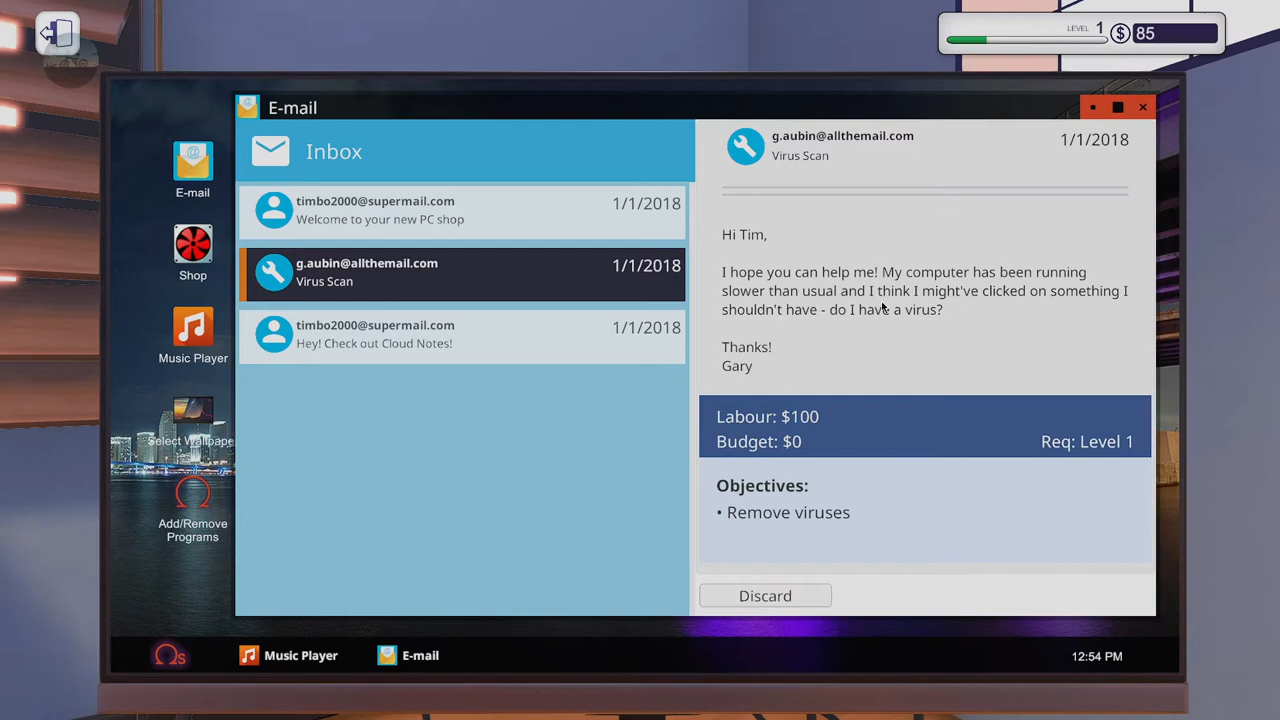 LEVEL 1
$ 85
E-mail
Inbox
timbo2000@supermail.com 1/1/2018
Welcome to your new PC shop
g.aubin@allthemail.com 1/1/2018
Virus Scan
timbo2000@supermail.com 1/1/2018
Hey! Check out Cloud Notes!
g.aubin@allthemail.com 1/1/2018
Virus Scan
Hi Tim,
I hope you can help me! My computer has been running
slower than usual and I think I might've clicked on something I
shouldn't have - do I have a virus?
Thanks!
Gary
Labour: $100
Budget: $0 Req: Level 1
Objectives:
• Remove viruses
Discard
E-mail
Shop
Music Player
Select Wallpape
Add/Remove
Programs
Ωs Music Player E-mail 12:54 PM